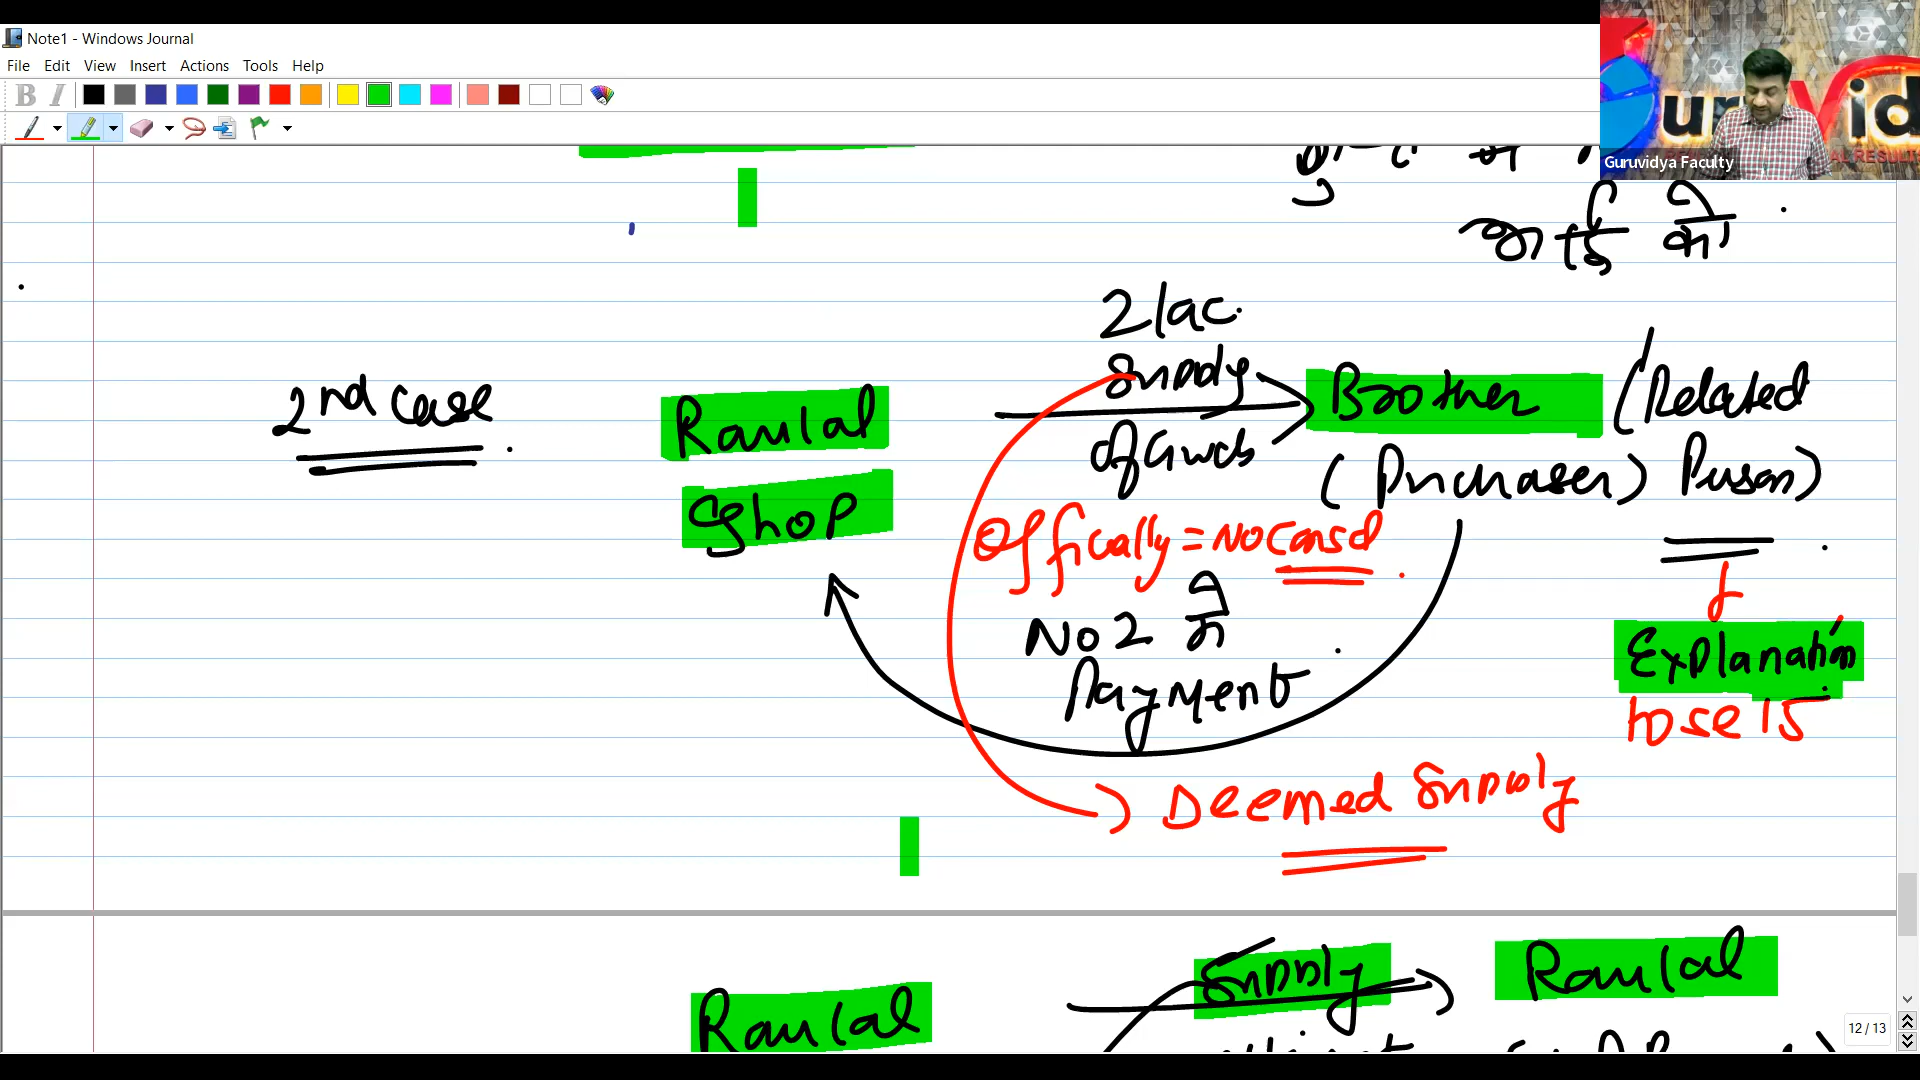 Note1 - Windows Journal
File Edit View Insert Actions Tools Help
B I
Guruvidya Faculty
2 lac
2nd case
Ramlal
Supply
Brother
(Related
Shop
of Goods
(Purchaser)
Person)
Offically = No Consd
No 2 में
Payment
Explanation
to se 15
Deemed Supply
Supply
Ramlal
Ramlal
12 / 13